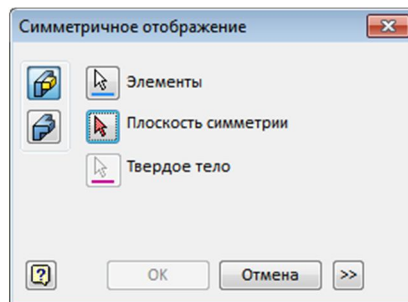 Симметричное отображение
Элементы
Плоскость симметрии
Твердое тело
? OK Отмена >>